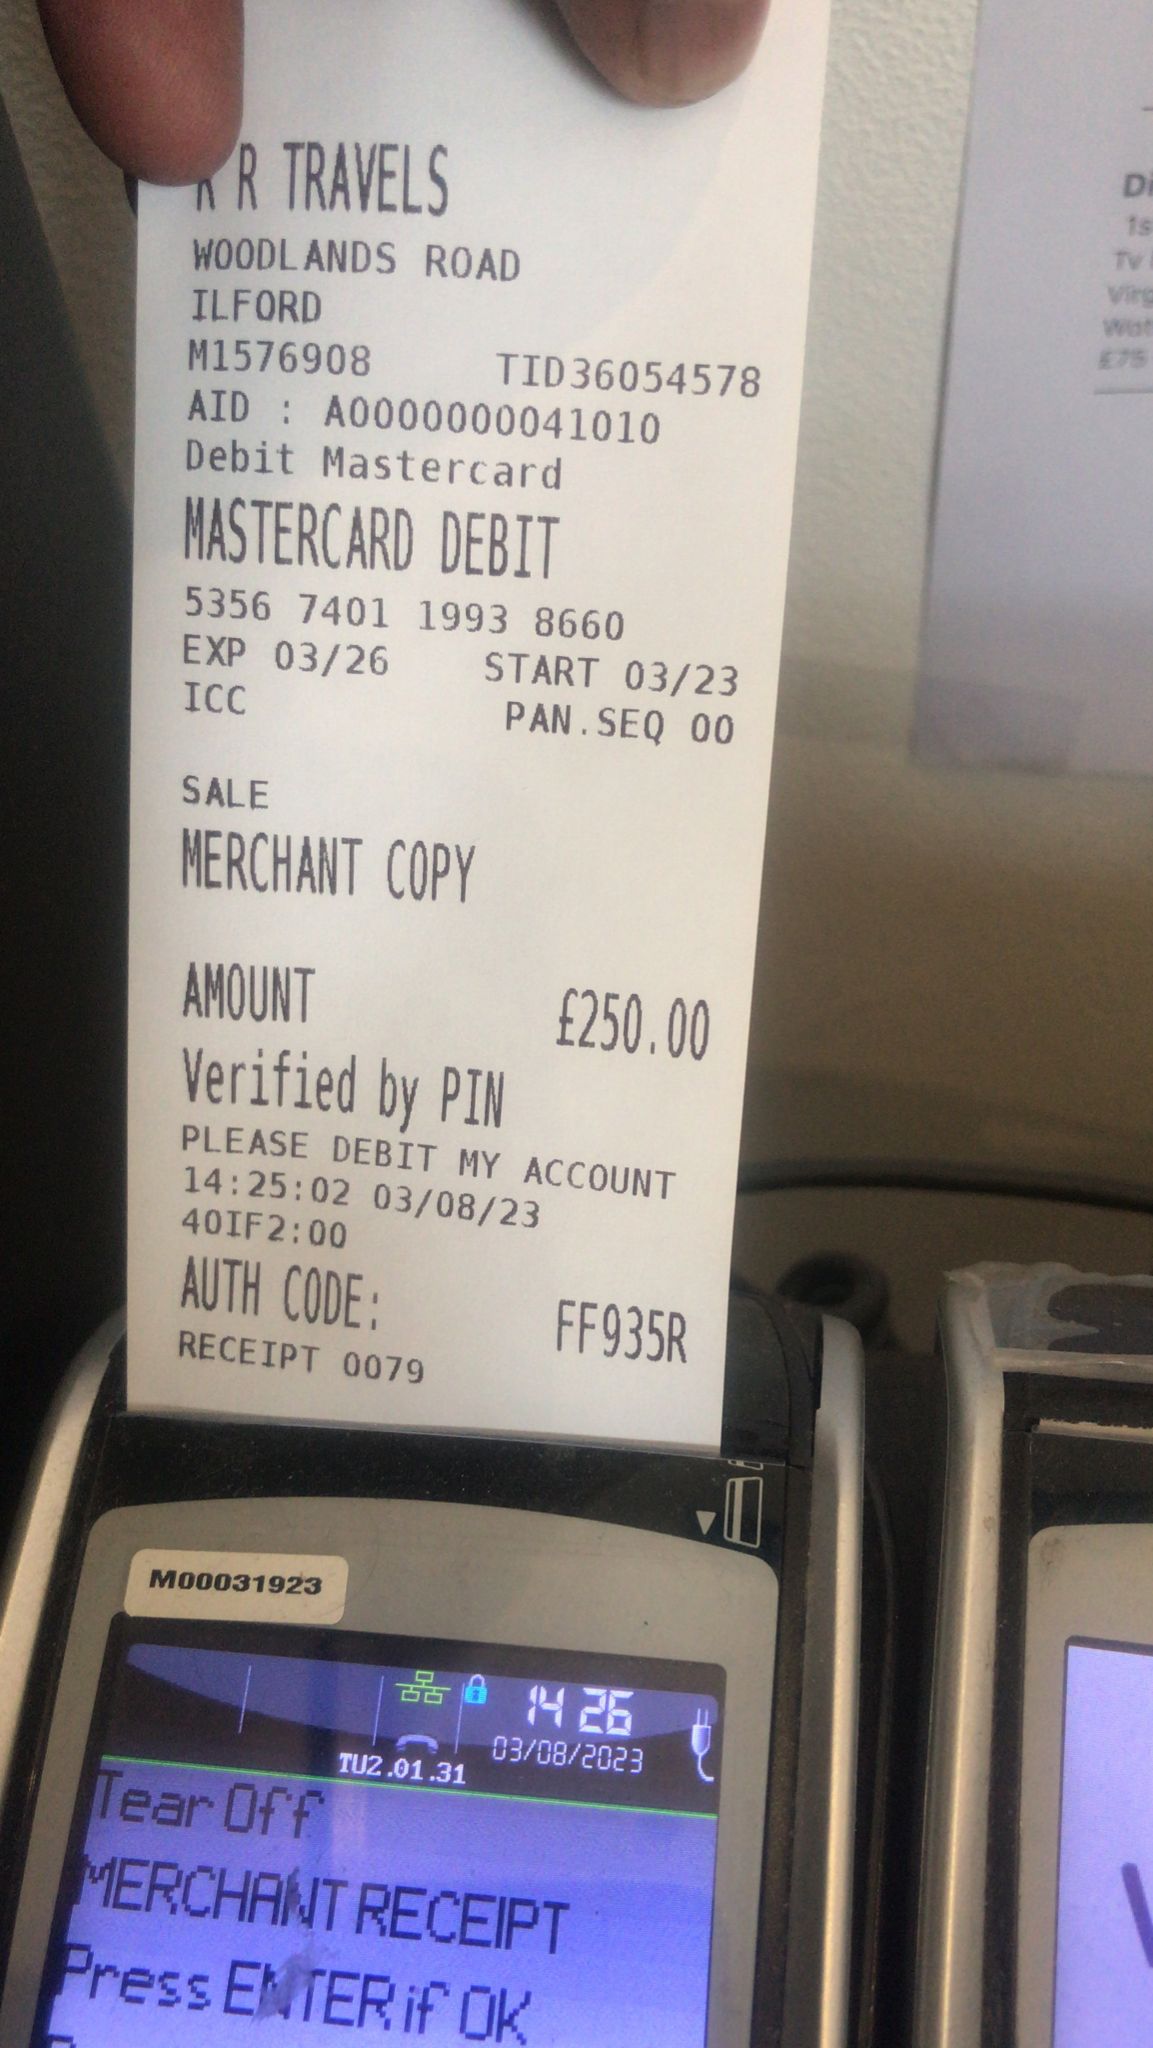 R TRAVELS
WOODLANDS ROAD
ILFORD
M1576908 TID36054578
AID : A0000000041010
Debit Mastercard
MASTERCARD DEBIT
5356 7401 1993 8660
EXP 03/26 START 03/23
ICC PAN.SEQ 00
SALE
MERCHANT COPY
AMOUNT £250.00
Verified by PIN
PLEASE DEBIT MY ACCOUNT
14:25:02 03/08/23
40IF2:00
AUTH CODE: FF935R
RECEIPT 0079
M00031923
14 26
03/08/2023
TU2.01.31
Tear Off
MERCHANT RECEIPT
Press ENTER if OK
£75